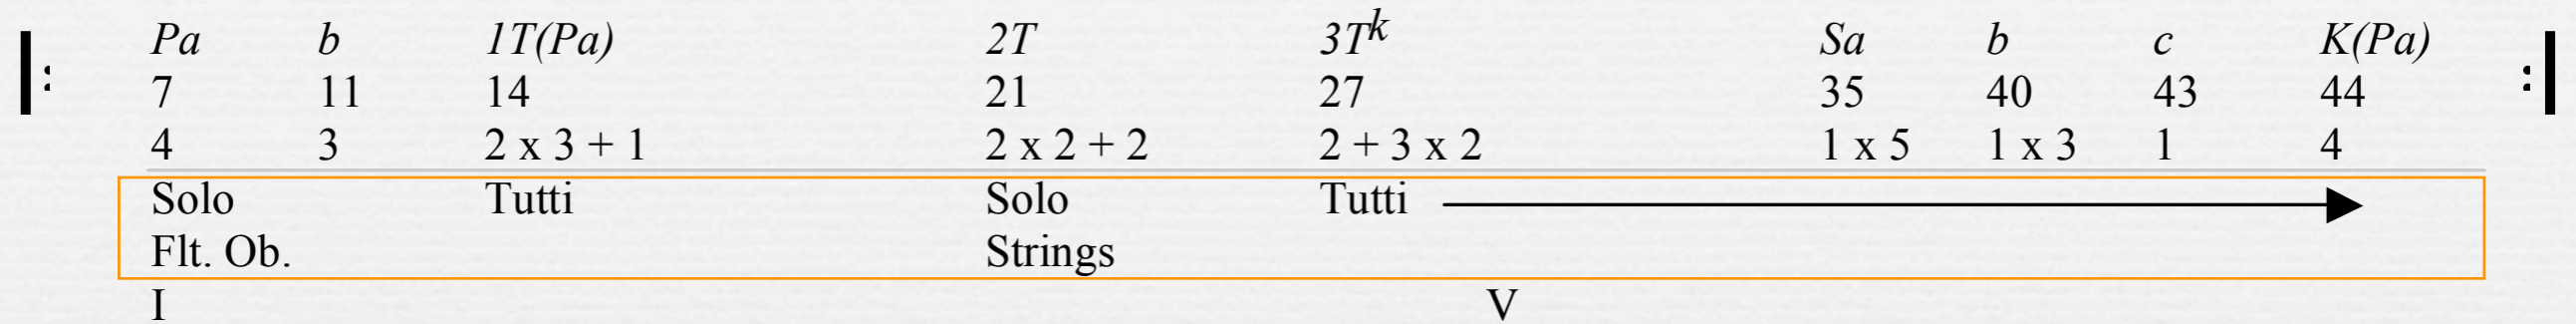 Pa b 1T(Pa) 2T 3Tk Sa b c K(Pa)
7 11 14 21 27 35 40 43 44
4 3 2 x 3 + 1 2 x 2 + 2 2 + 3 x 2 1 x 5 1 x 3 1 4
Solo Tutti Solo Tutti
Flt. Ob. Strings
I V